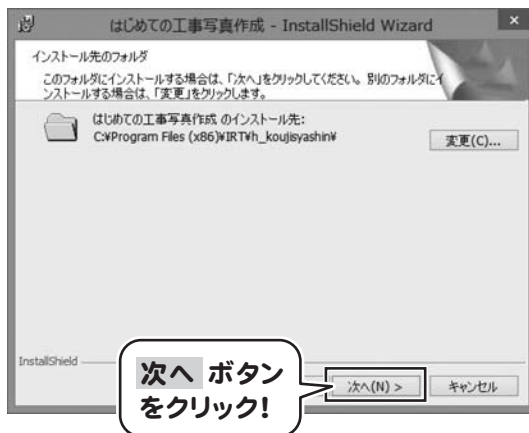 はじめての工事写真作成 - InstallShield Wizard
インストール先のフォルダ
このフォルダにインストールする場合は、「次へ」をクリックしてください。別のフォルダにイ
ンストールする場合は、「変更」をクリックします。
はじめての工事写真作成 のインストール先:
C:¥Program Files (x86)¥IRT¥h_koujisyashin¥
変更(C)...
InstallShield
次へ ボタン
をクリック!
次へ(N) >
キャンセル